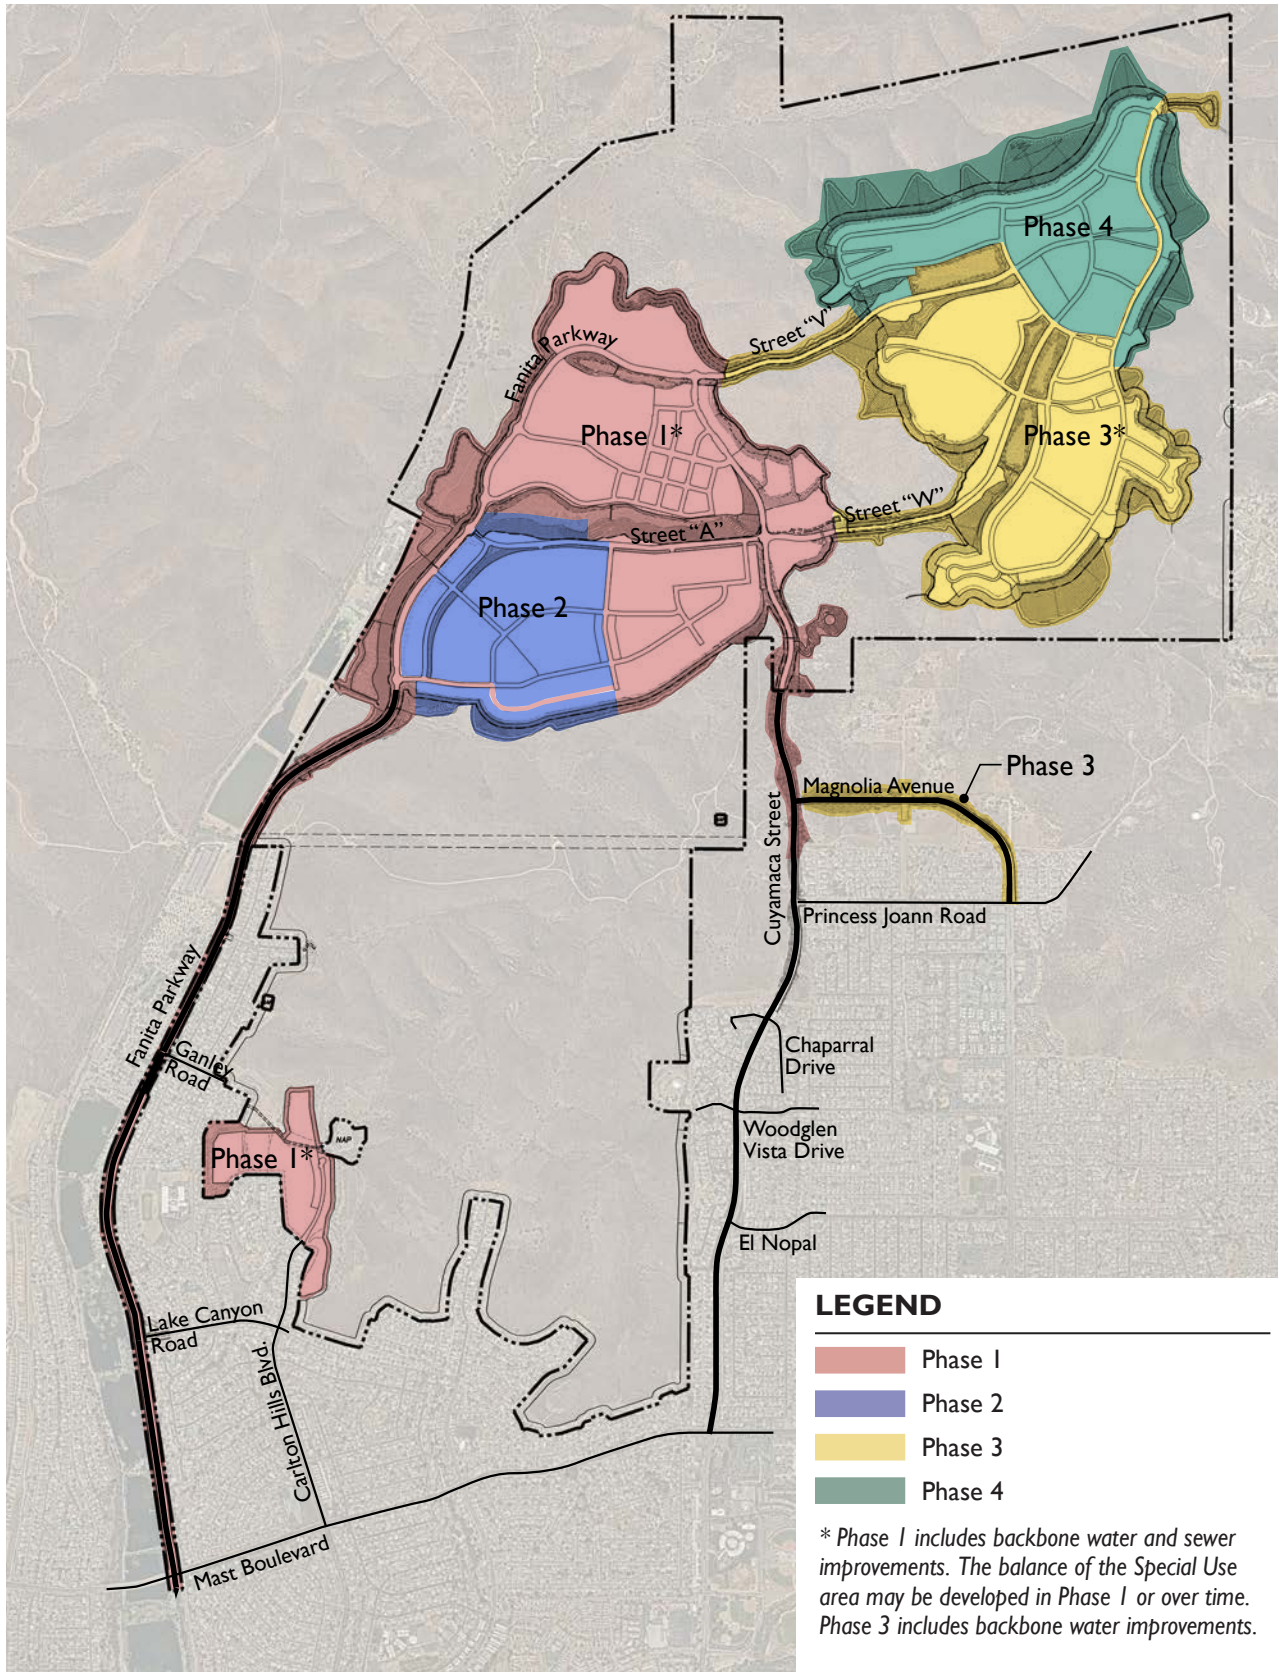 Phase 4
Street “V”
Fanita Parkway
Phase 1*
Phase 3*
Street “W”
Street “A”
Phase 2
Phase 3
Magnolia Avenue
Cuyamaca Street
Princess Joann Road
Fanita Parkway
Ganley
Road
Chaparral
Drive
Woodglen
Vista Drive
NAP
Phase 1*
El Nopal
Lake Canyon
Road
Carlton Hills Blvd.
Mast Boulevard
LEGEND
Phase 1
Phase 2
Phase 3
Phase 4
* Phase 1 includes backbone water and sewer
improvements. The balance of the Special Use
area may be developed in Phase 1 or over time.
Phase 3 includes backbone water improvements.